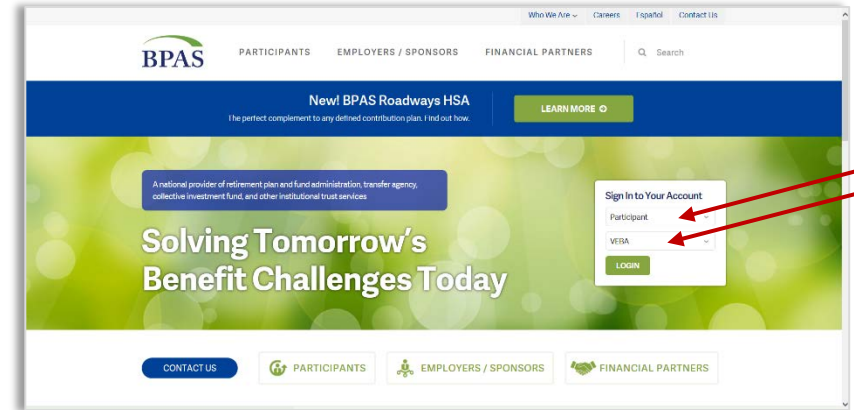 Who We Are Careers Español Contact Us
BPAS
PARTICIPANTS EMPLOYERS / SPONSORS FINANCIAL PARTNERS Search
New! BPAS Roadways HSA
The perfect complement to any defined contribution plan. Find out how.
LEARN MORE
A national provider of retirement plan and fund administration, transfer agency,
collective investment fund, and other institutional trust services
Solving Tomorrow's
Benefit Challenges Today
Sign In to Your Account
Participant
VEBA
LOGIN
CONTACT US PARTICIPANTS EMPLOYERS / SPONSORS FINANCIAL PARTNERS